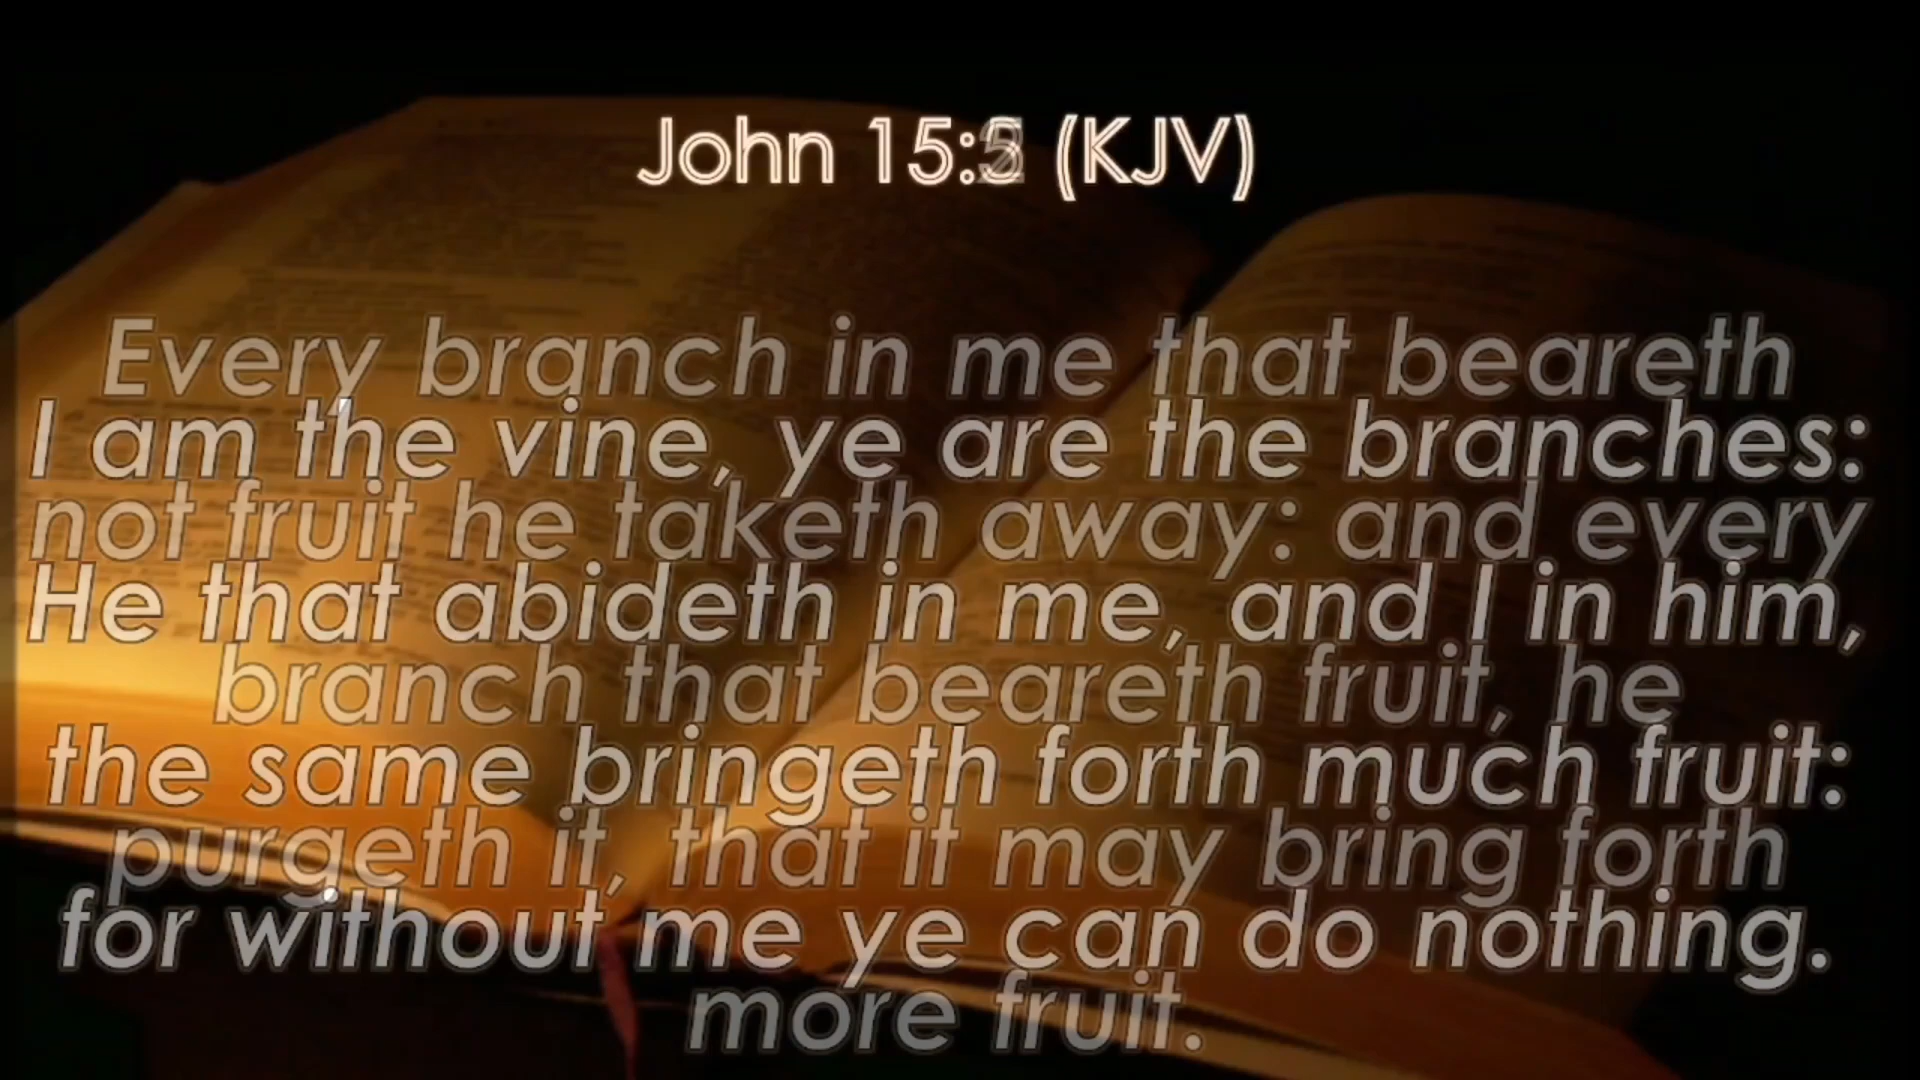 John 15:5 (KJV)
Every branch in me that beareth
I am the vine, ye are the branches:
not fruit he taketh away: and every
He that abideth in me, and I in him,
branch that beareth fruit, he
the same bringeth forth much fruit:
purgeth it, that it may bring forth
for without me ye can do nothing.
more fruit.